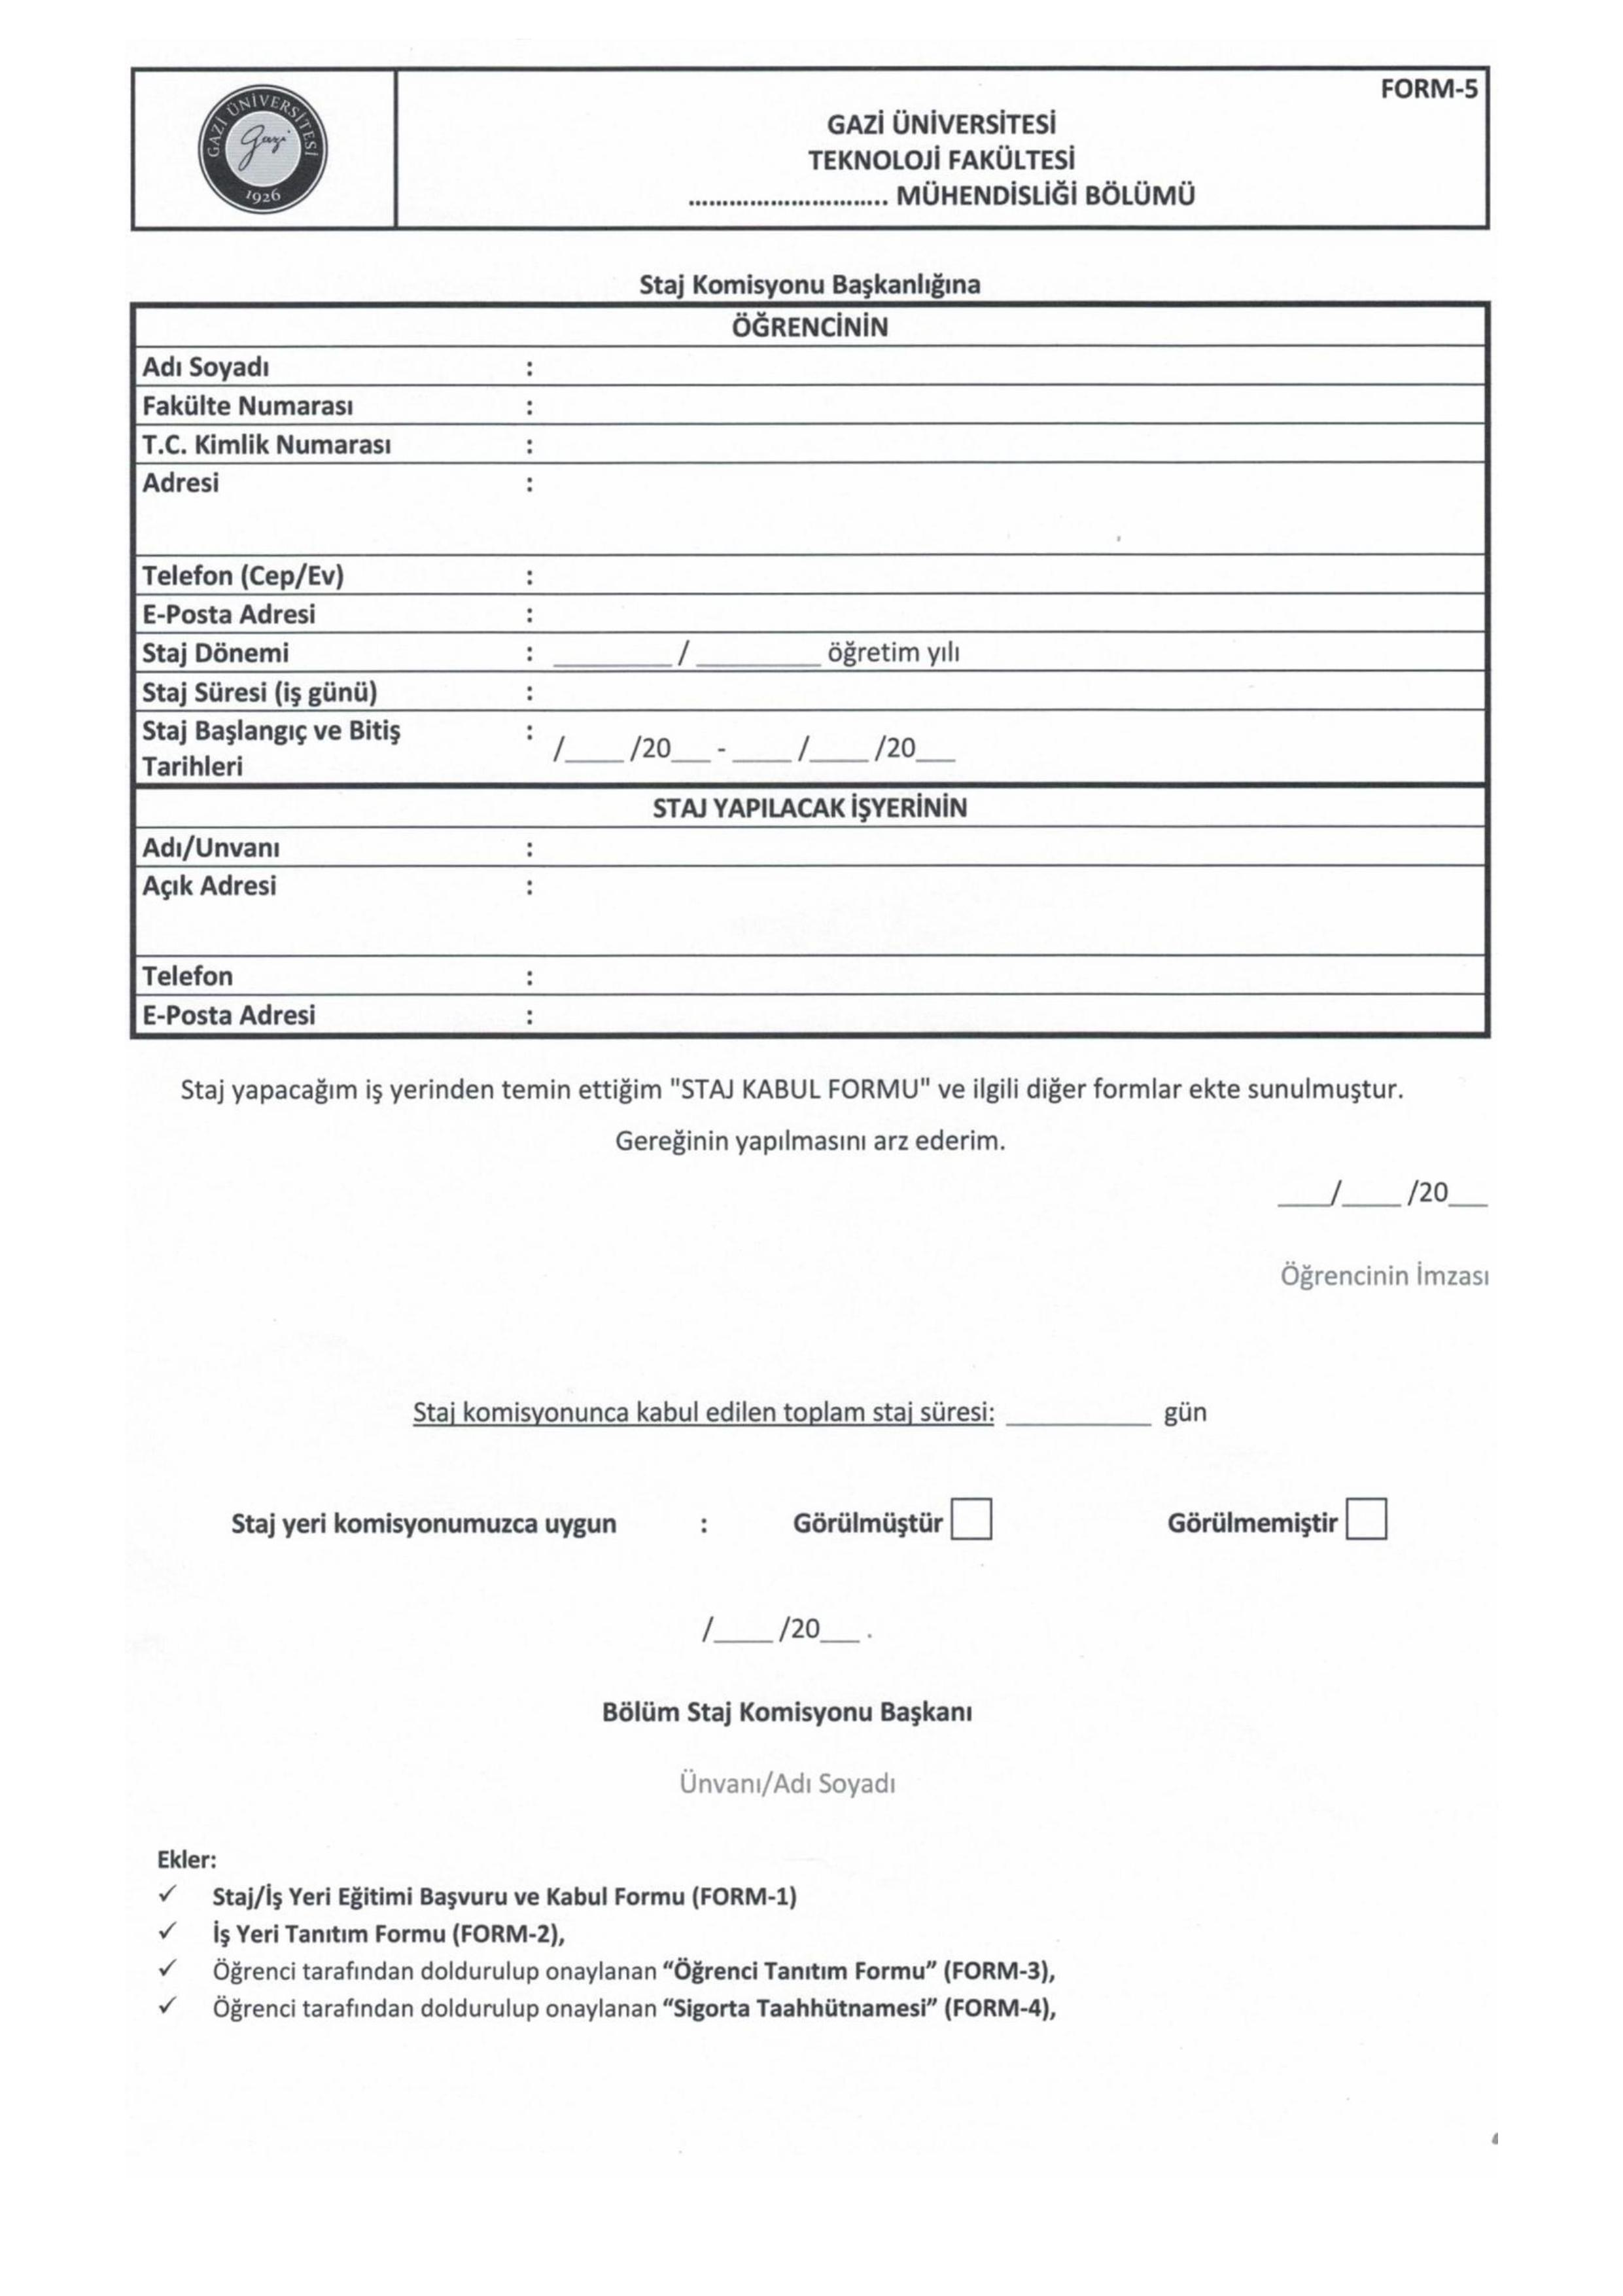 GAZİ ÜNİVERSİTESİ
Gazi
1926
FORM-5
GAZİ ÜNİVERSİTESİ
TEKNOLOJİ FAKÜLTESİ
............................. MÜHENDİSLİĞİ BÖLÜMÜ
Staj Komisyonu Başkanlığına
ÖĞRENCİNİN
Adı Soyadı :
Fakülte Numarası :
T.C. Kimlik Numarası :
Adresi :
Telefon (Cep/Ev) :
E-Posta Adresi :
Staj Dönemi : ________/________ öğretim yılı
Staj Süresi (iş günü) :
Staj Başlangıç ve Bitiş : /____ /20___ - ____/____ /20___
Tarihleri
STAJ YAPILACAK İŞYERİNİN
Adı/Unvanı :
Açık Adresi :
Telefon :
E-Posta Adresi :
Staj yapacağım iş yerinden temin ettiğim "STAJ KABUL FORMU" ve ilgili diğer formlar ekte sunulmuştur.
Gereğinin yapılmasını arz ederim.
____/____ /20___
Öğrencinin İmzası
Staj komisyonunca kabul edilen toplam staj süresi: __________ gün
Staj yeri komisyonumuzca uygun : Görülmüştür Görülmemiştir
/____ /20___ .
Bölüm Staj Komisyonu Başkanı
Ünvanı/Adı Soyadı
Ekler:
✓ Staj/İş Yeri Eğitimi Başvuru ve Kabul Formu (FORM-1)
✓ İş Yeri Tanıtım Formu (FORM-2),
✓ Öğrenci tarafından doldurulup onaylanan “Öğrenci Tanıtım Formu” (FORM-3),
✓ Öğrenci tarafından doldurulup onaylanan “Sigorta Taahhütnamesi” (FORM-4),